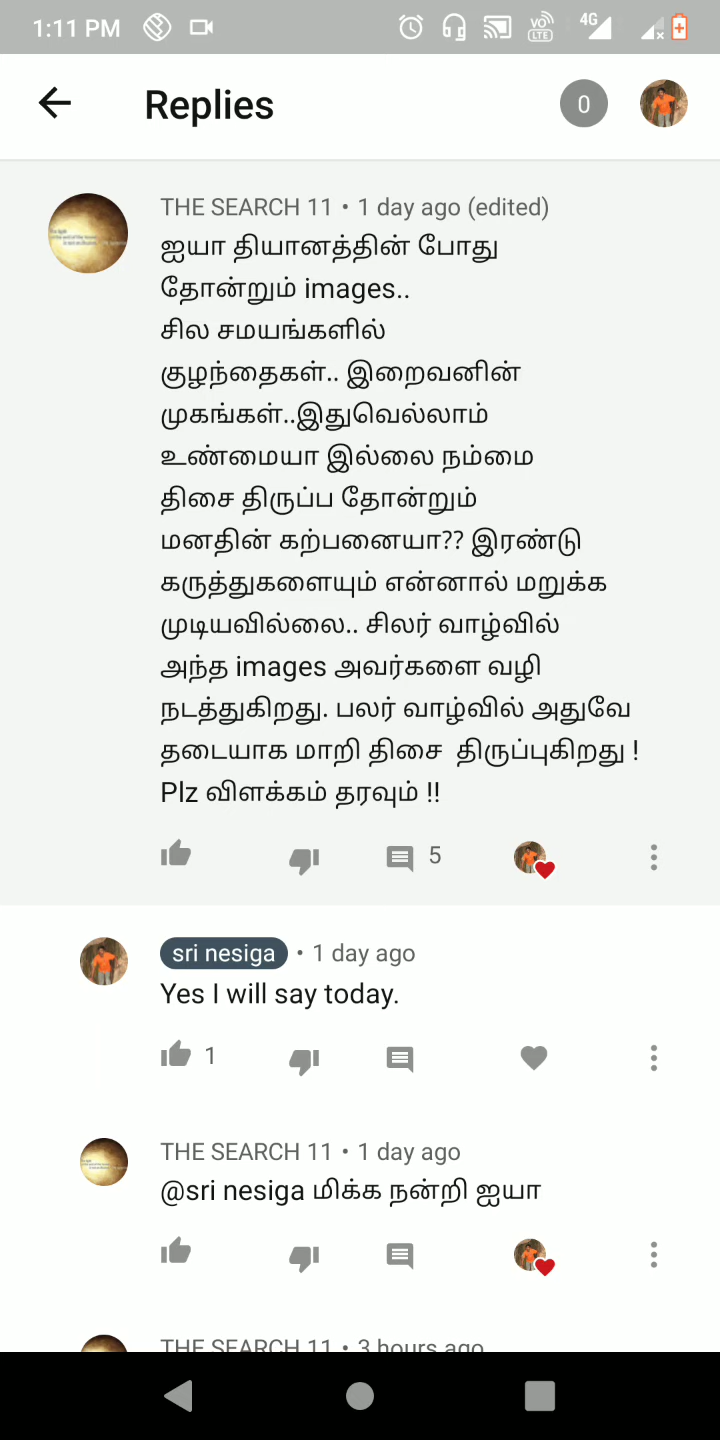 1:11 PM
VO LTE 4G
Replies
0
THE SEARCH 11 • 1 day ago (edited)
ஐயா தியானத்தின் போது
தோன்றும் images..
சில சமயங்களில்
குழந்தைகள்.. இறைவனின்
முகங்கள்..இதுவெல்லாம்
உண்மையா இல்லை நம்மை
திசை திருப்ப தோன்றும்
மனதின் கற்பனையா?? இரண்டு
கருத்துகளையும் என்னால் மறுக்க
முடியவில்லை.. சிலர் வாழ்வில்
அந்த images அவர்களை வழி
நடத்துகிறது. பலர் வாழ்வில் அதுவே
தடையாக மாறி திசை திருப்புகிறது !
Plz விளக்கம் தரவும் !!
5
sri nesiga • 1 day ago
Yes I will say today.
1
THE SEARCH 11 • 1 day ago
@sri nesiga மிக்க நன்றி ஐயா
THE SEARCH 11 • 3 hours ago